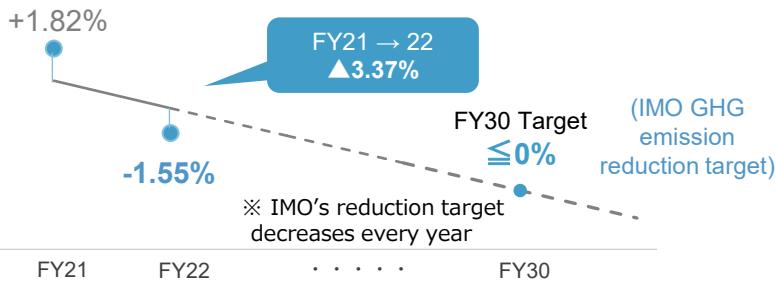 +1.82%
FY21 → 22
▲3.37%
-1.55%
FY30 Target
≦0%
(IMO GHG
emission
reduction target)
※ IMO's reduction target
decreases every year
FY21
FY22
・・・・・
FY30